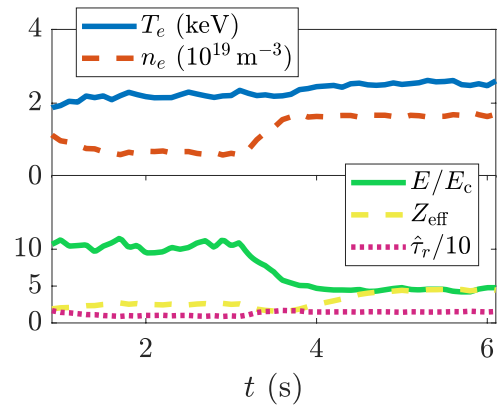 4
T_e (keV)
n_e (10^{19} m^{-3})
2
0
E/E_c
Z_eff
\hat{τ}_r/10
10
5
0
2
4
6
t (s)